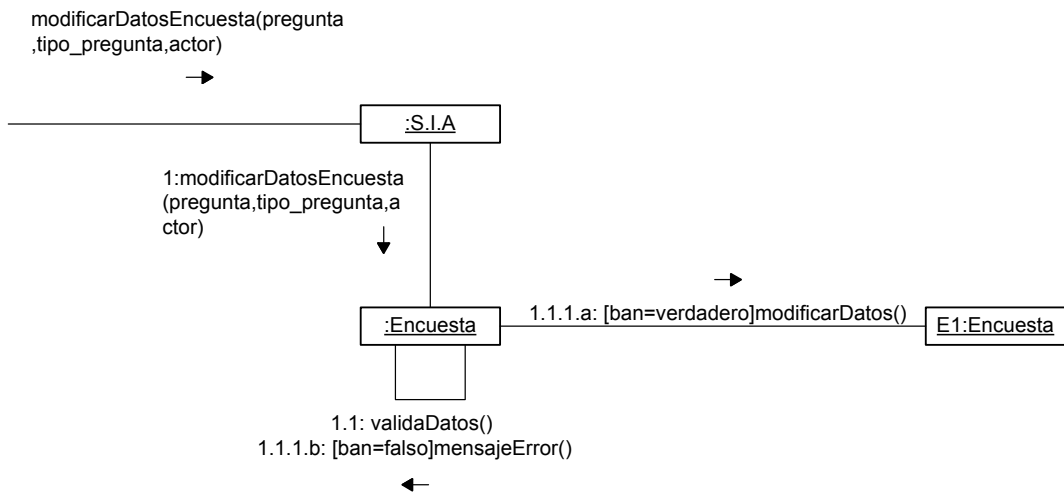 modificarDatosEncuesta(pregunta
,tipo_pregunta,actor)
:S.I.A
1:modificarDatosEncuesta
(pregunta,tipo_pregunta,a
ctor)
:Encuesta
1.1.1.a: [ban=verdadero]modificarDatos()
E1:Encuesta
1.1: validaDatos()
1.1.1.b: [ban=falso]mensajeError()